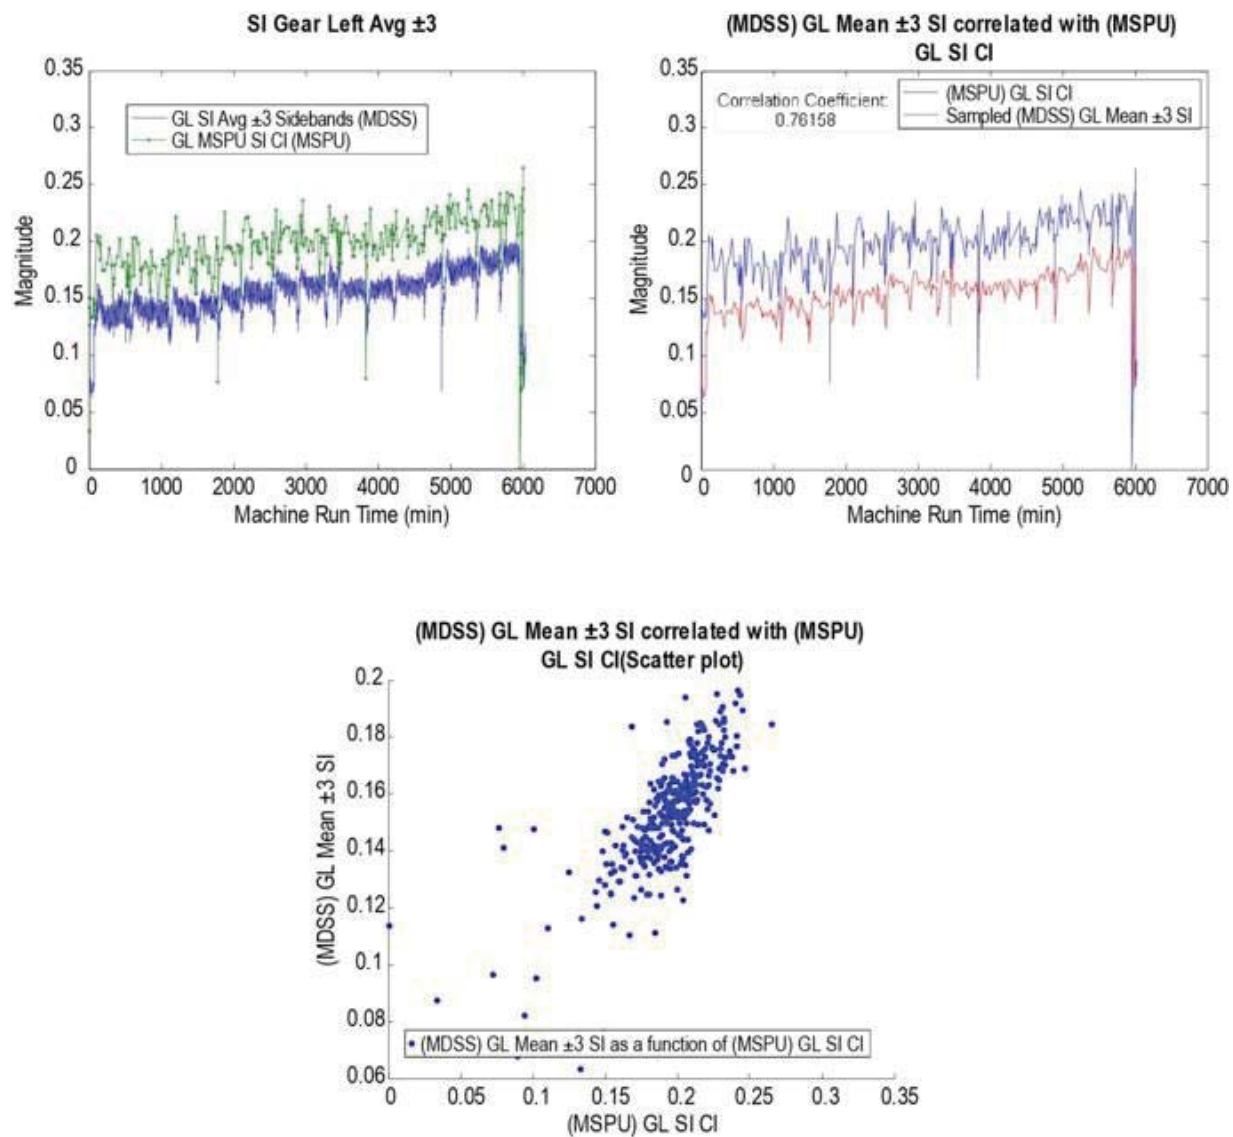 SI Gear Left Avg ±3
0.35
0.3
0.25
0.2
0.15
0.1
0.05
0
Magnitude
GL SI Avg ±3 Sidebands (MDSS)
GL MSPU SI CI (MSPU)
0 1000 2000 3000 4000 5000 6000 7000
Machine Run Time (min)
(MDSS) GL Mean ±3 SI correlated with (MSPU)
GL SI CI
0.35
0.3
0.25
0.2
0.15
0.1
0.05
0
Magnitude
Correlation Coefficient:
0.76158
(MSPU) GL SI CI
Sampled (MDSS) GL Mean ±3 SI
0 1000 2000 3000 4000 5000 6000 7000
Machine Run Time (min)
(MDSS) GL Mean ±3 SI correlated with (MSPU)
GL SI CI(Scatter plot)
0.2
0.18
0.16
0.14
0.12
0.1
0.08
0.06
(MDSS) GL Mean ±3 SI
(MDSS) GL Mean ±3 SI as a function of (MSPU) GL SI CI
0 0.05 0.1 0.15 0.2 0.25 0.3 0.35
(MSPU) GL SI CI